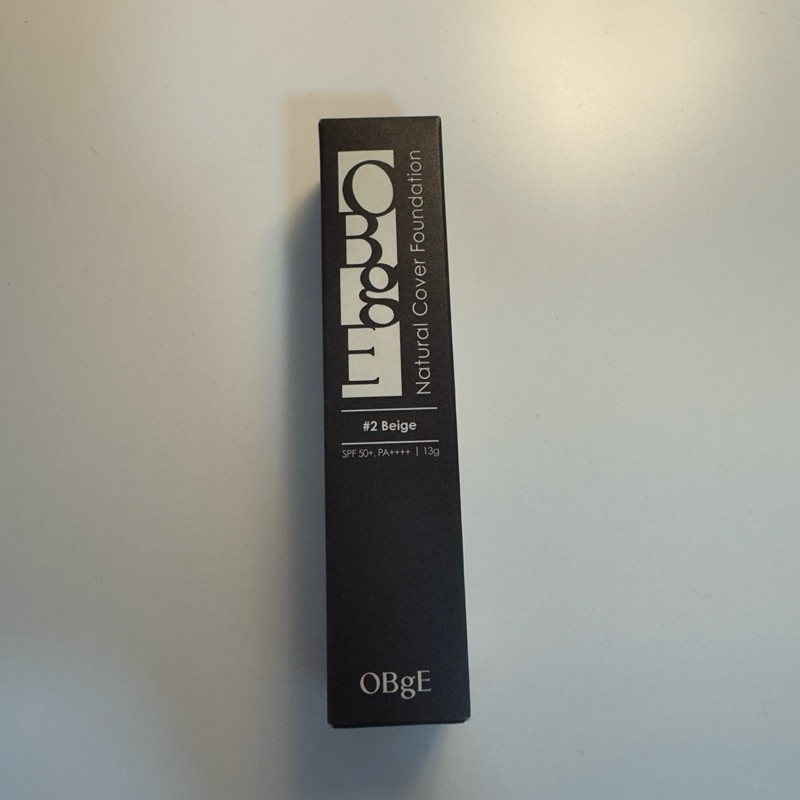 OBgE
Natural Cover Foundation
#2 Beige
SPF 50+, PA++++ | 13g
OBgE